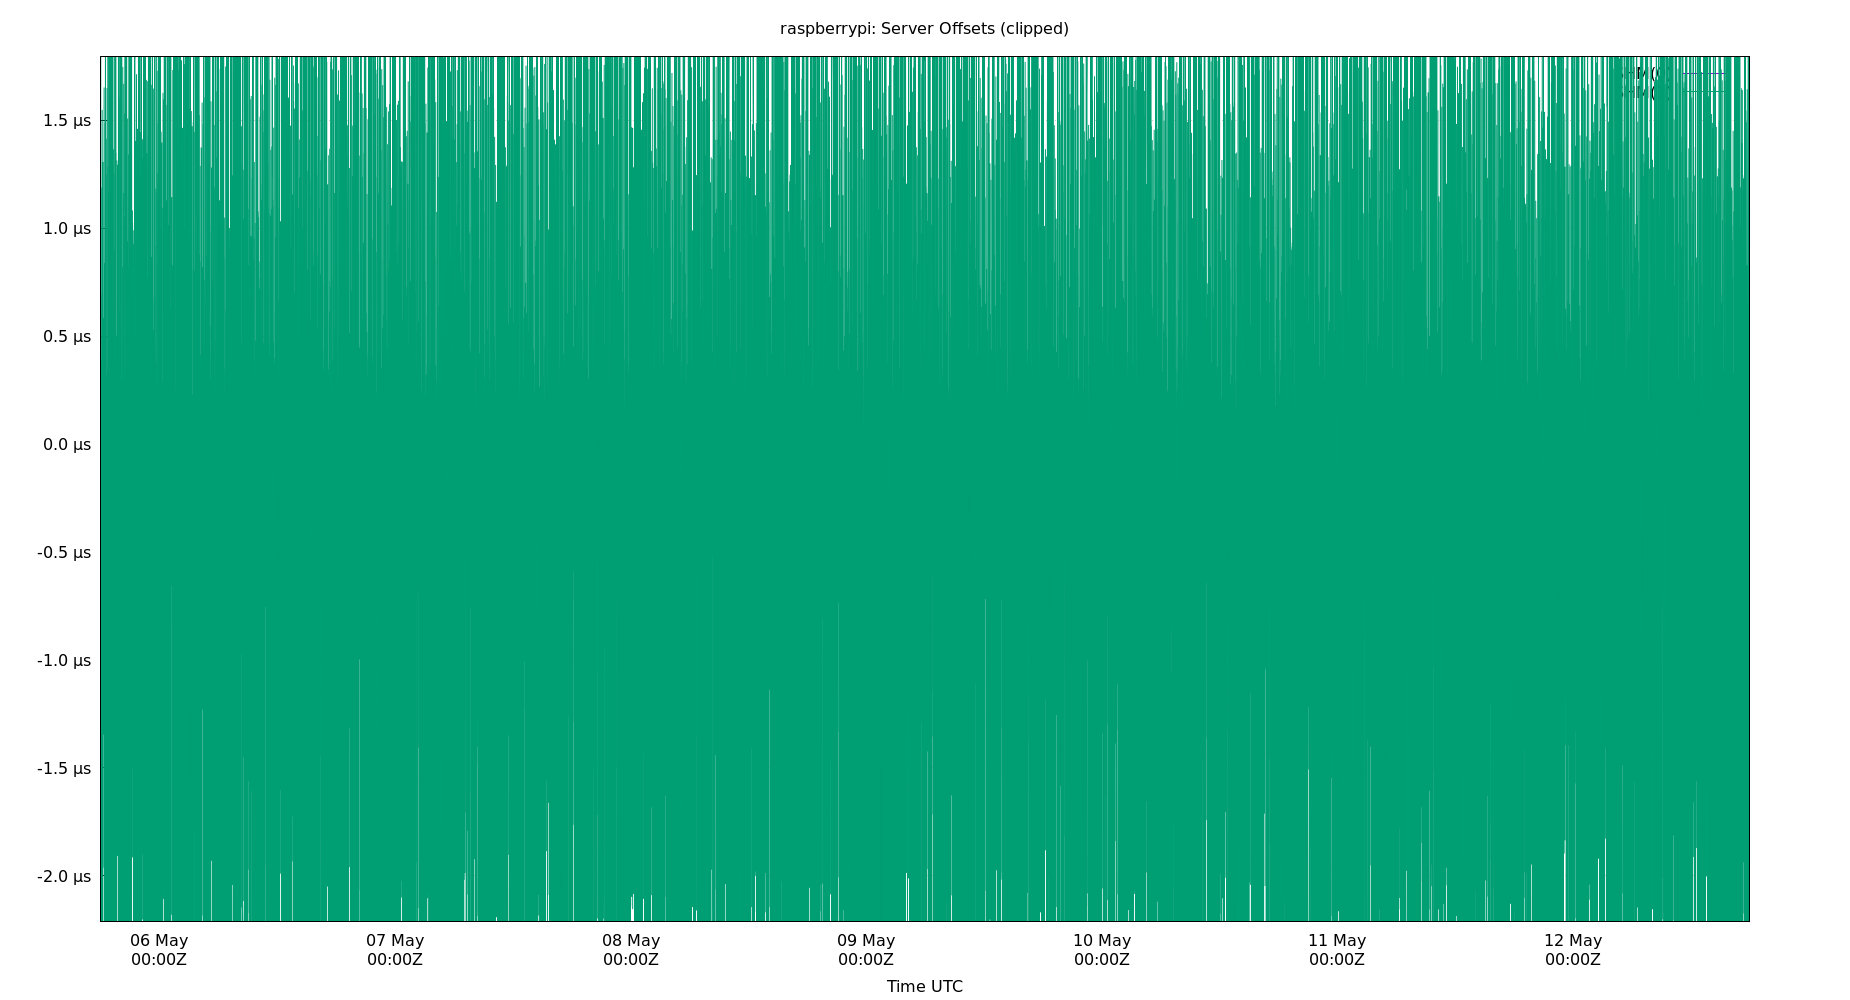 raspberrypi: Server Offsets (clipped)
1.5 µs
1.0 µs
0.5 µs
0.0 µs
-0.5 µs
-1.0 µs
-1.5 µs
-2.0 µs
06 May
00:00Z
07 May
00:00Z
08 May
00:00Z
09 May
00:00Z
10 May
00:00Z
11 May
00:00Z
12 May
00:00Z
Time UTC